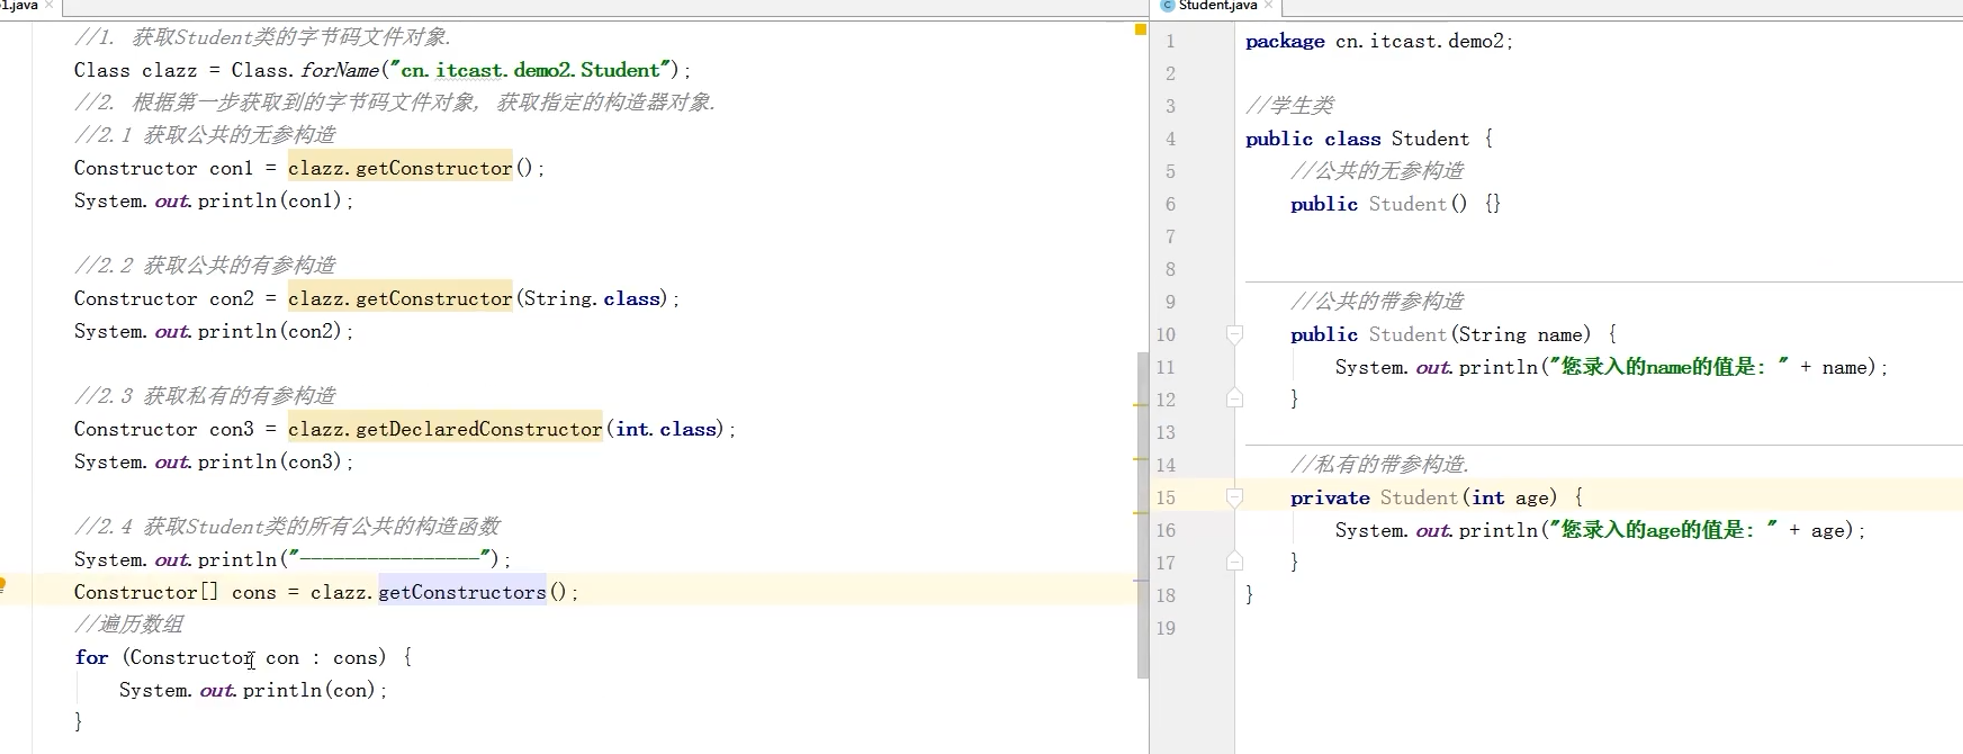 1.java
//1. 获取Student类的字节码文件对象.
Class clazz = Class.forName("cn.itcast.demo2.Student");
//2. 根据第一步获取到的字节码文件对象, 获取指定的构造器对象.
//2.1 获取公共的无参构造
Constructor con1 = clazz.getConstructor();
System.out.println(con1);
//2.2 获取公共的有参构造
Constructor con2 = clazz.getConstructor(String.class);
System.out.println(con2);
//2.3 获取私有的有参构造
Constructor con3 = clazz.getDeclaredConstructor(int.class);
System.out.println(con3);
//2.4 获取Student类的所有公共的构造函数
System.out.println("----------------");
Constructor[] cons = clazz.getConstructors();
//遍历数组
for (Constructor con : cons) {
System.out.println(con);
}
C Student.java
1 package cn.itcast.demo2;
2
3 //学生类
4 public class Student {
5 //公共的无参构造
6 public Student() {}
7
8
9 //公共的带参构造
10 public Student(String name) {
11 System.out.println("您录入的name的值是: " + name);
12 }
13
14 //私有的带参构造.
15 private Student(int age) {
16 System.out.println("您录入的age的值是: " + age);
17 }
18 }
19